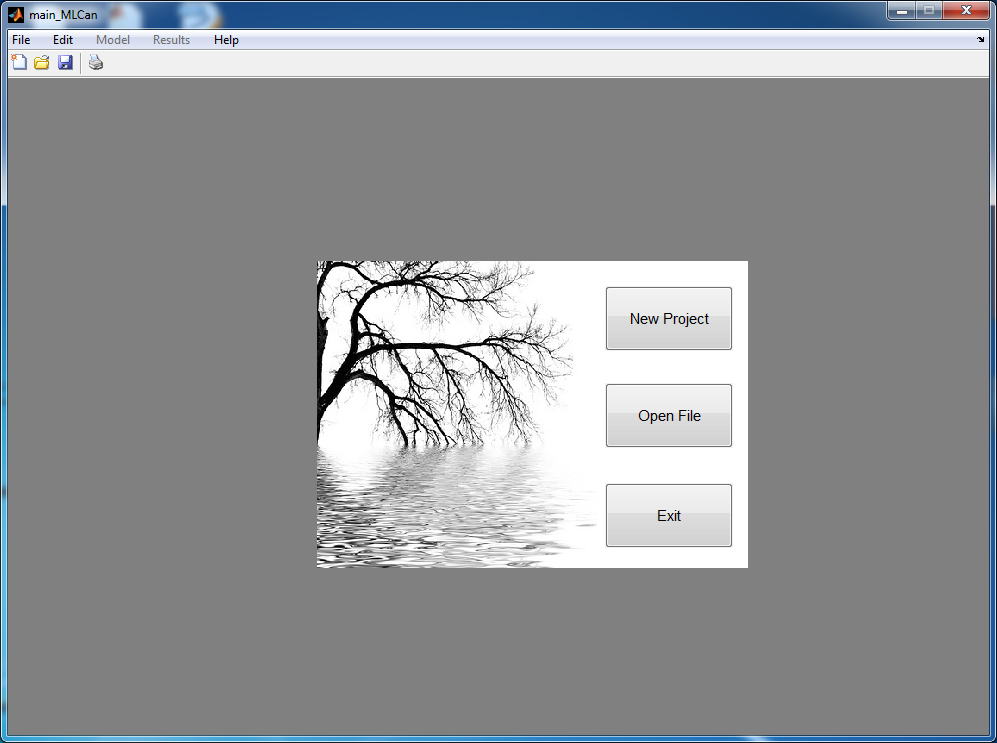 main_MLCan
File Edit Model Results Help
New Project
Open File
Exit